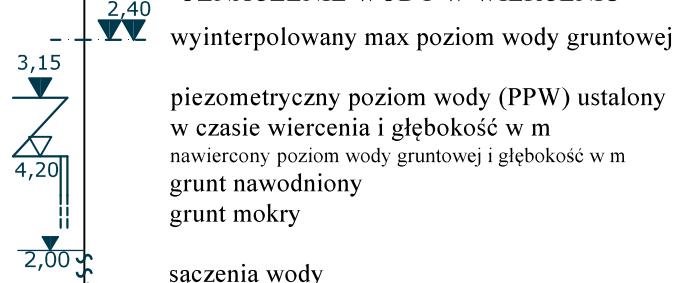 2,40
wyinterpolowany max poziom wody gruntowej
3,15
piezometryczny poziom wody (PPW) ustalony
w czasie wiercenia i głębokość w m
nawiercony poziom wody gruntowej i głębokość w m
4,20
grunt nawodniony
grunt mokry
2,00
sączenia wody